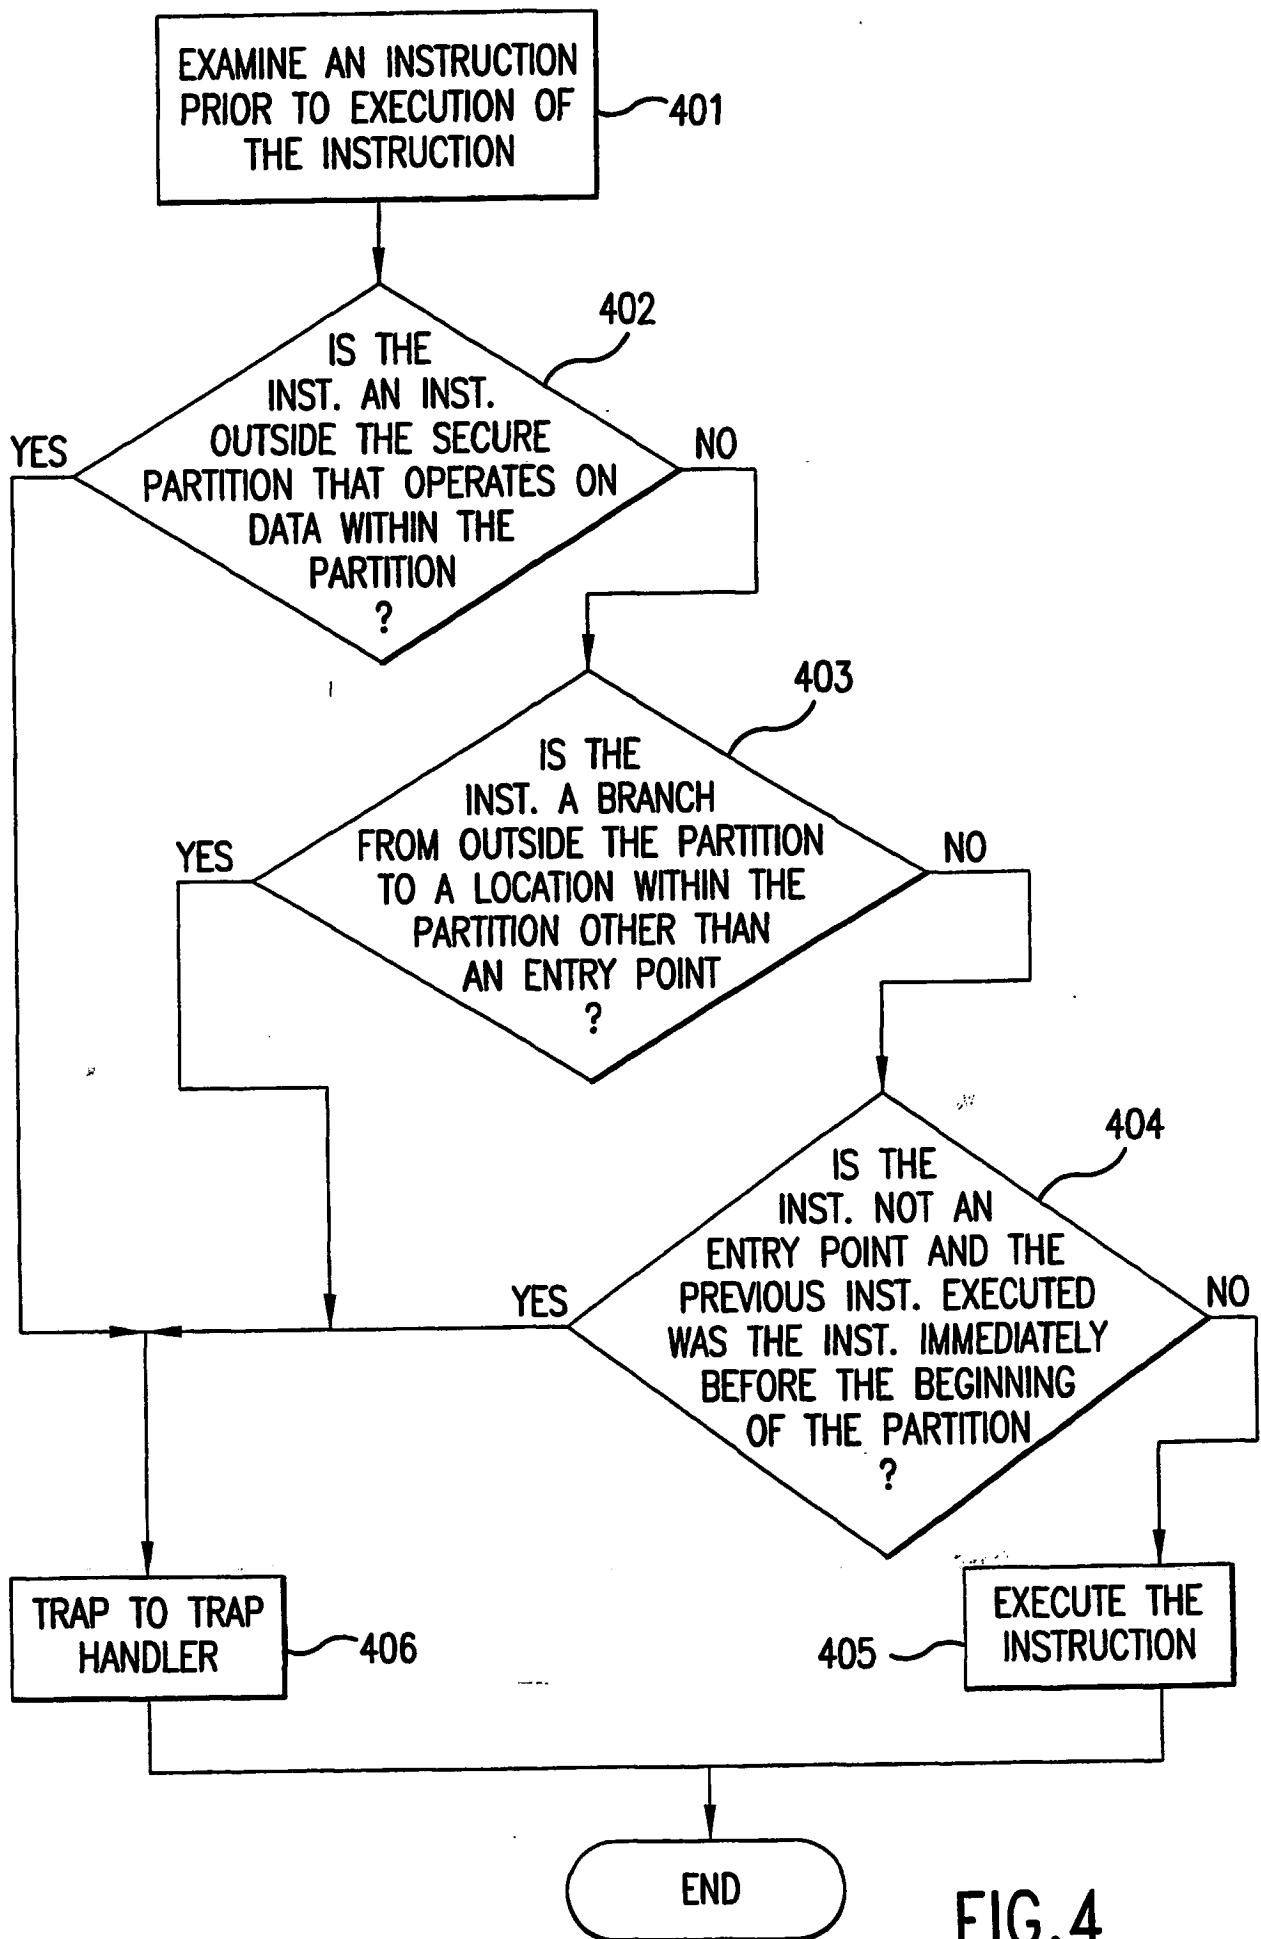 EXAMINE AN INSTRUCTION
PRIOR TO EXECUTION OF
THE INSTRUCTION
401
402
IS THE
INST. AN INST.
OUTSIDE THE SECURE
PARTITION THAT OPERATES ON
DATA WITHIN THE
PARTITION
?
YES
NO
403
IS THE
INST. A BRANCH
FROM OUTSIDE THE PARTITION
TO A LOCATION WITHIN THE
PARTITION OTHER THAN
AN ENTRY POINT
?
YES
NO
404
IS THE
INST. NOT AN
ENTRY POINT AND THE
PREVIOUS INST. EXECUTED
WAS THE INST. IMMEDIATELY
BEFORE THE BEGINNING
OF THE PARTITION
?
YES
NO
TRAP TO TRAP
HANDLER
406
405
EXECUTE THE
INSTRUCTION
END
FIG.4